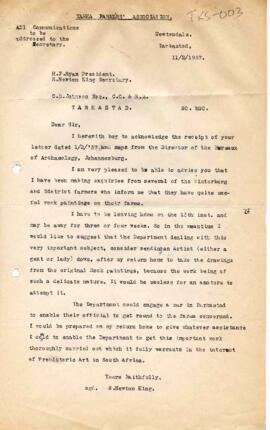 TARKA FARMERS' ASSOCIATION.
TKS-003
All Communications
to be
addressed to the
Secretary.
Dowtondale.
Tarkastad.
11/2/1937.
H.F.Ryan President.
S.Newton King Secretary.
C.S.Johnson Esq., C.C. & R.M.
TARKASTAD.
Dear Sir,
I herewith beg to acknowledge the receipt of your
letter dated 1/2/'37 and maps from the Director of the Bureaux
of Archaeology, Johannesburg.
I am very pleased to be able to advise you that
I have been making enquiries from several of the Winterberg
and District farmers who inform me that they have quite use-
ful rock paintings on their farms.
I have to be leaving home on the 15th inst. and
may be away for three or four weeks. So in the meantime I
would like to suggest that the Department dealing with this
very important subject, consider sending an Artist (either a
gent or lady) down, after my return home to take the drawings
from the original Rock paintings, because the work being of
such a delicate nature. It would be useless for an amateur to
attempt it.
The Department could engage a car in Tarkastad
to enable their official to get round to the farms concerned.
I would be prepared on my return home to give whatever assistance
I could to enable the Department to get this important work
thoroughly carried out which it fully warrants in the interest
of Prehistoric Art in South Africa.
Yours Faithfully,
sgd. S.Newton King.